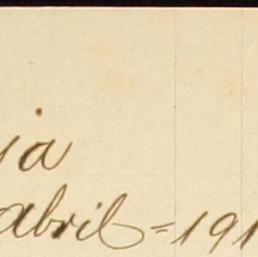 ia
abril = 191